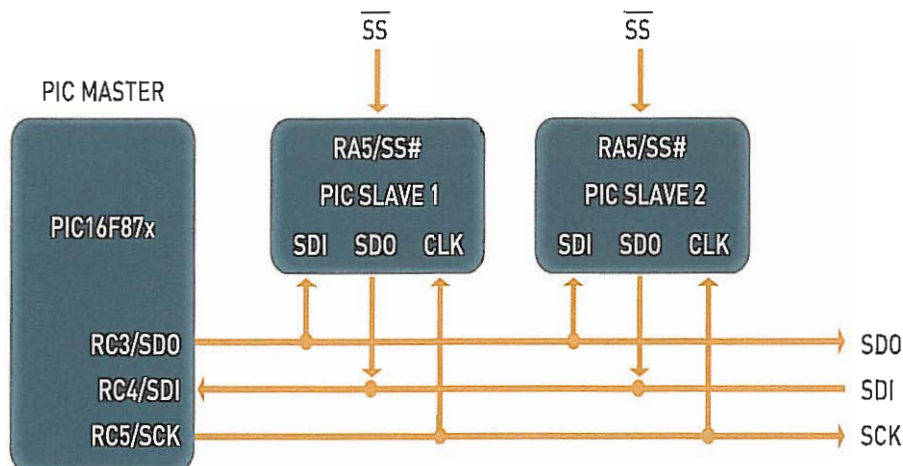 SS SS
PIC MASTER
RA5/SS# RA5/SS#
PIC SLAVE 1 PIC SLAVE 2
PIC16F87x
SDI SDO CLK SDI SDO CLK
RC3/SDO SDO
RC4/SDI SDI
RC5/SCK SCK